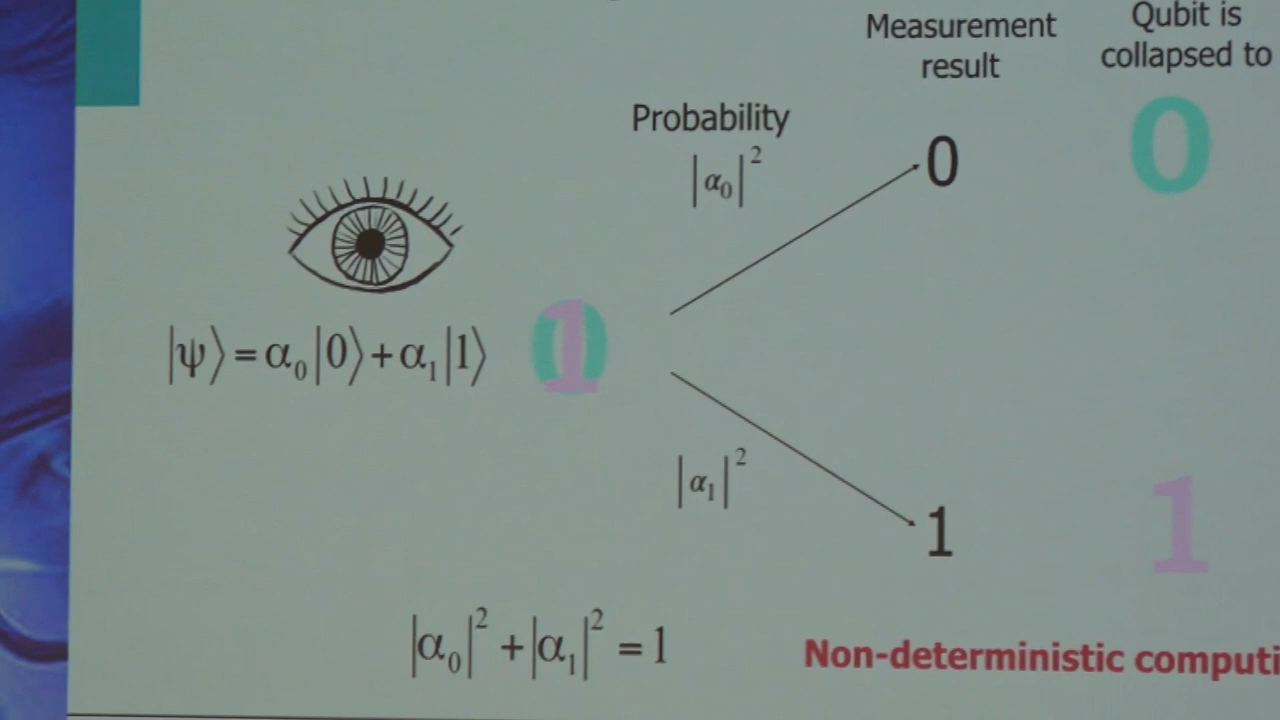 Measurement
result
Qubit is
collapsed to
Probability
|α₀|²
0
0
|ψ⟩=α₀|0⟩+α₁|1⟩
0
1
|α₁|²
1
1
|α₀|²+|α₁|²=1
Non-deterministic computi